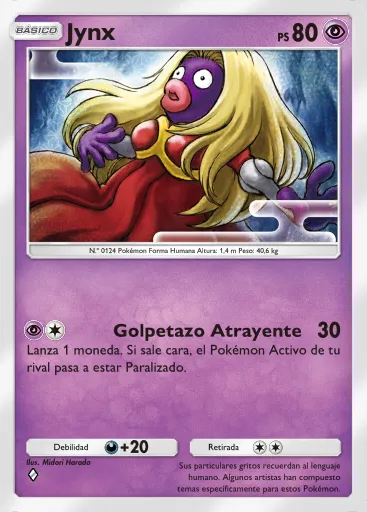 BÁSICO Jynx PS 80
N.º 0124 Pokémon Forma Humana Altura: 1,4 m Peso: 40,6 kg
Golpetazo Atrayente 30
Lanza 1 moneda. Si sale cara, el Pokémon Activo de tu
rival pasa a estar Paralizado.
Debilidad +20 Retirada
Ilus. Midori Harada
Sus particulares gritos recuerdan al lenguaje
humano. Algunos artistas han compuesto
temas específicamente para estos Pokémon.